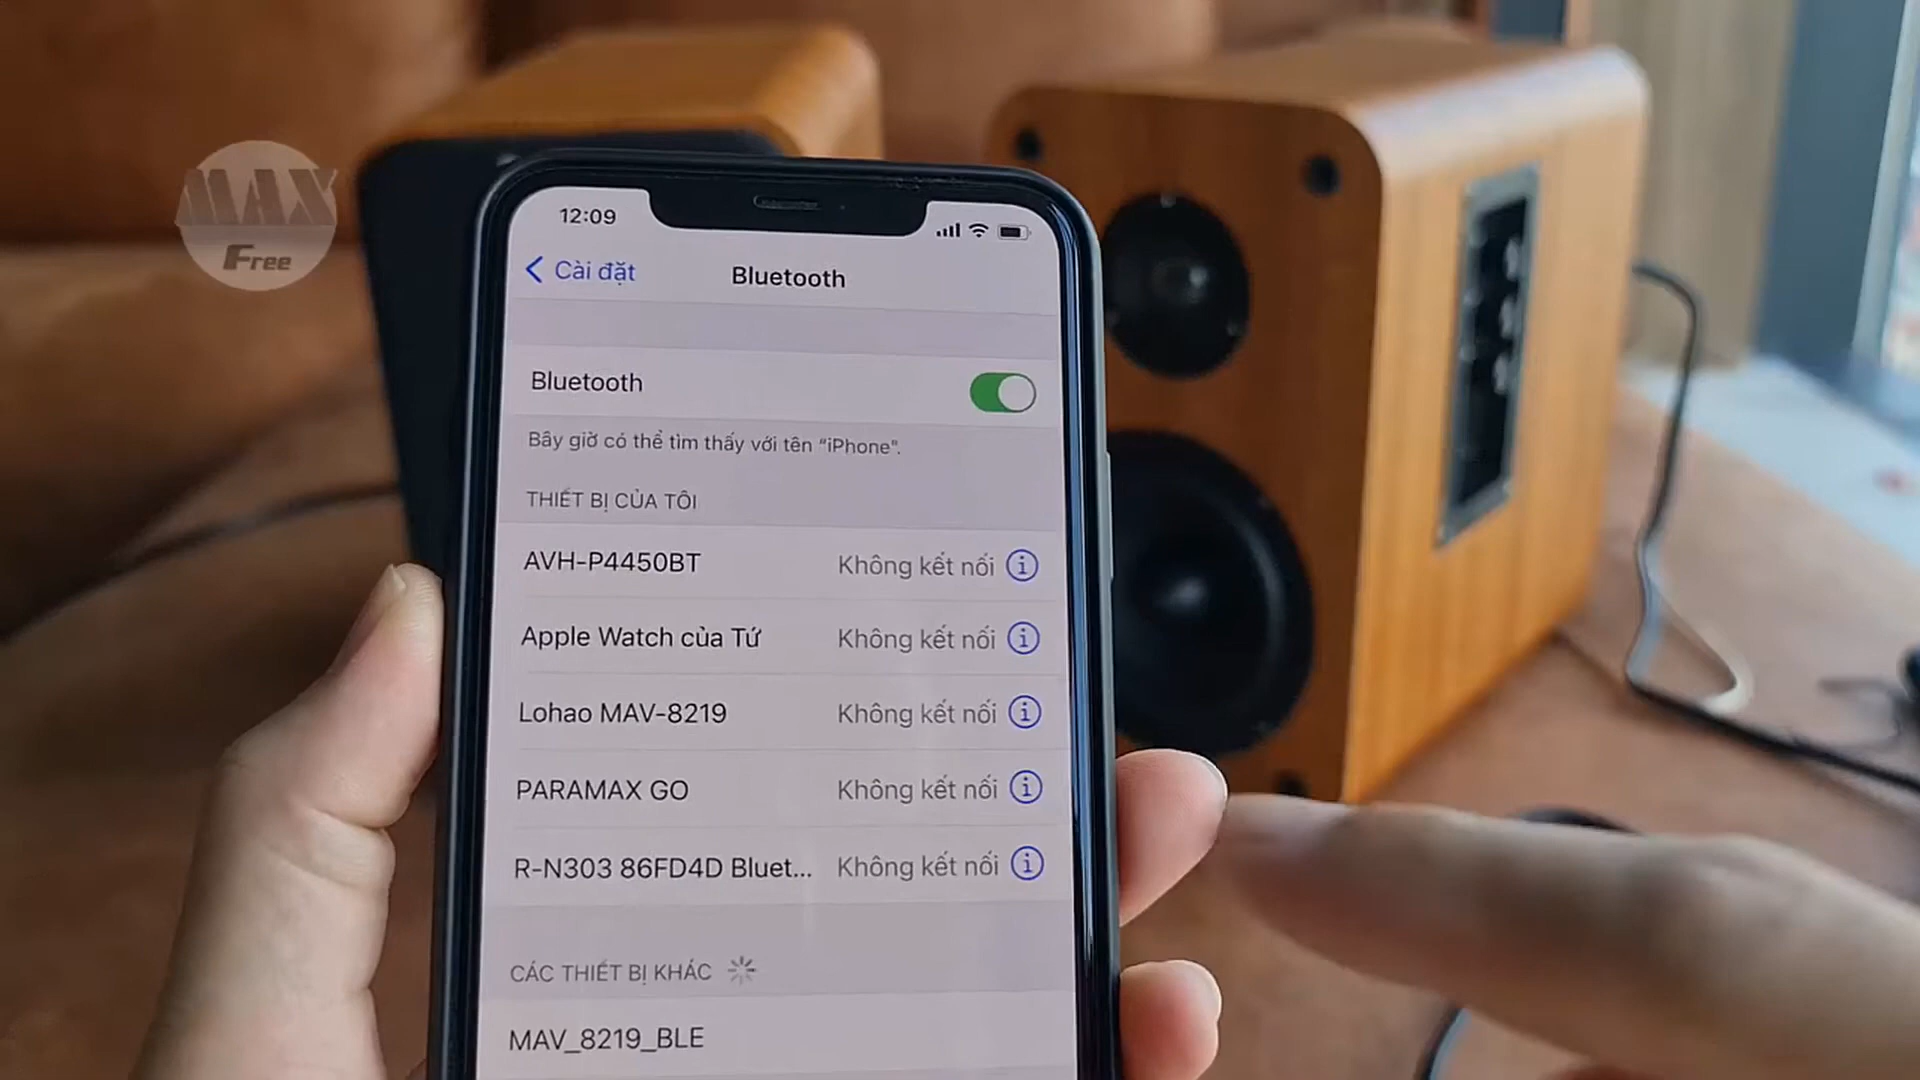 MAX
Free
12:09
Cài đặt
Bluetooth
Bluetooth
Bây giờ có thể tìm thấy với tên “iPhone”.
THIẾT BỊ CỦA TÔI
AVH-P4450BT Không kết nối
Apple Watch của Tứ Không kết nối
Lohao MAV-8219 Không kết nối
PARAMAX GO Không kết nối
R-N303 86FD4D Bluet... Không kết nối
CÁC THIẾT BỊ KHÁC
MAV_8219_BLE